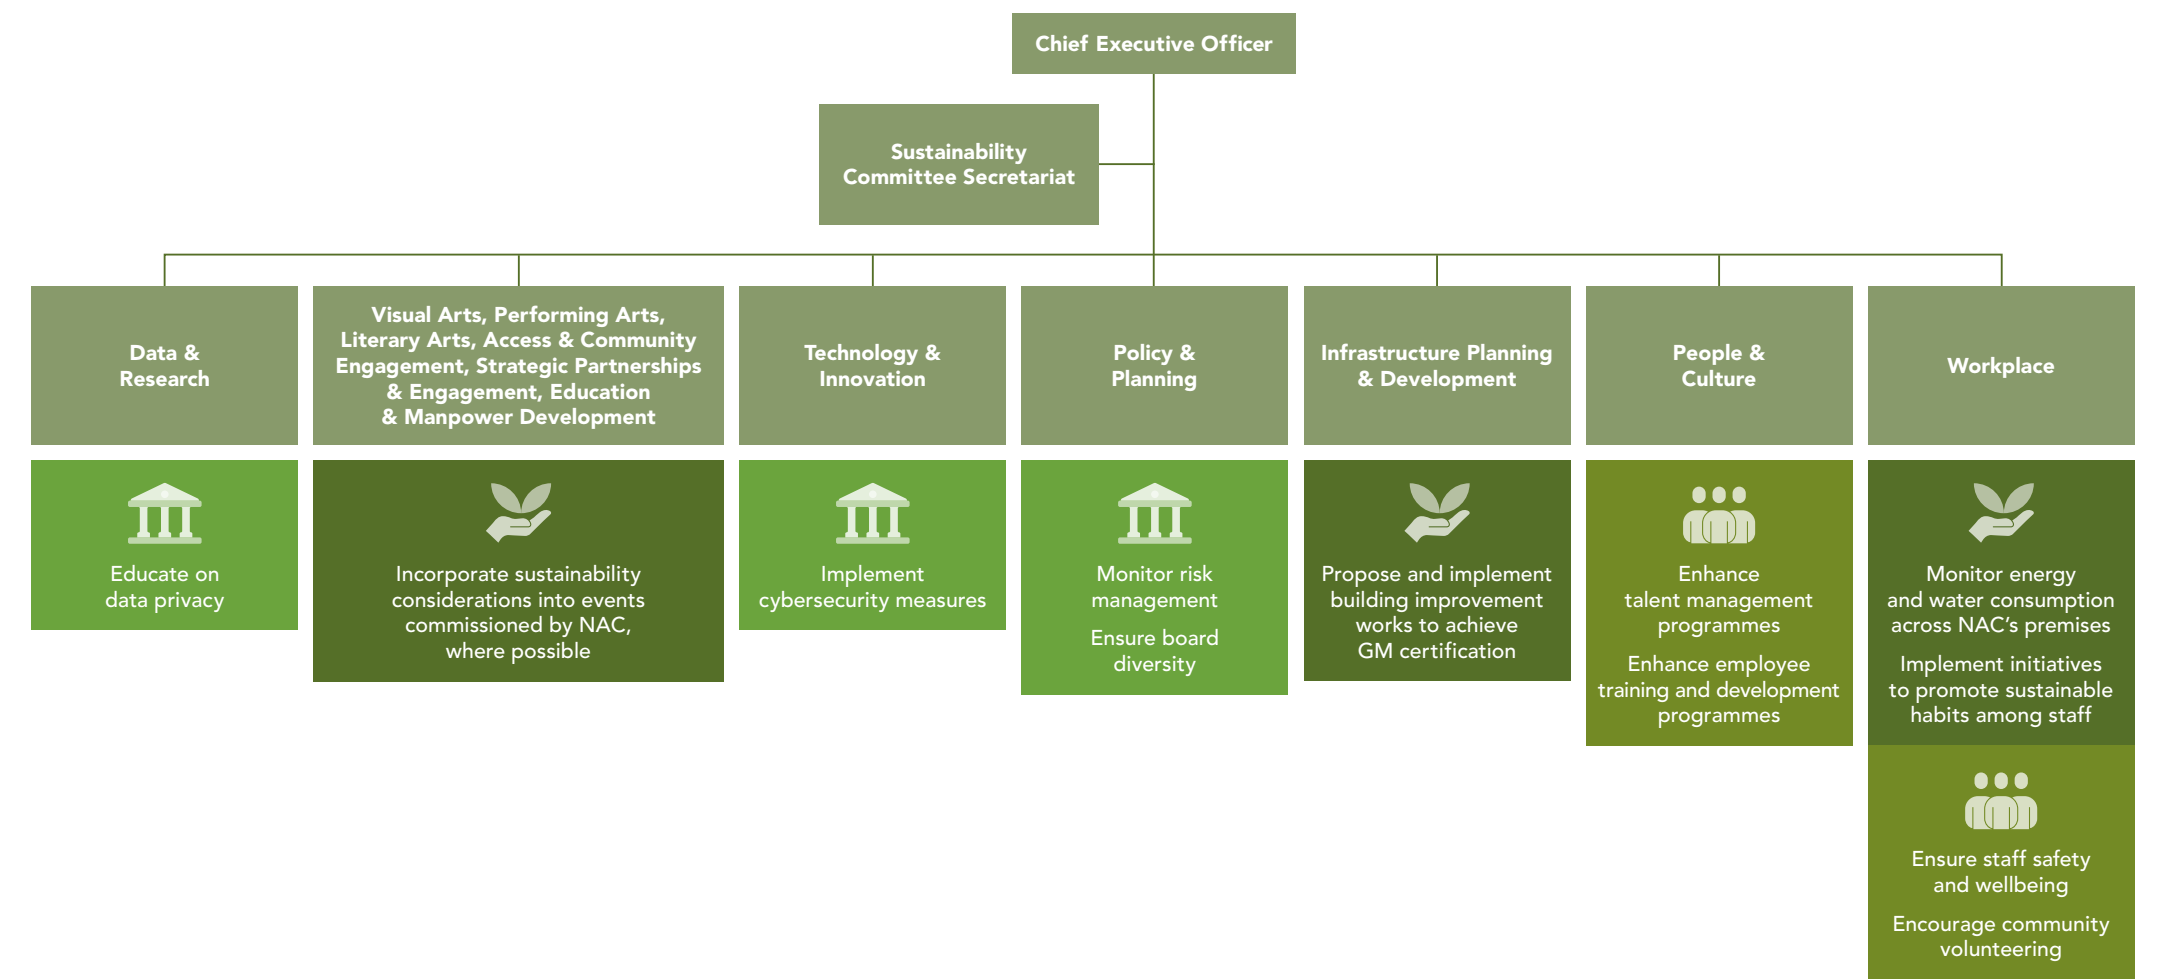 Chief Executive Officer
Sustainability
Committee Secretariat
Data &
Research
Visual Arts, Performing Arts,
Literary Arts, Access & Community
Engagement, Strategic Partnerships
& Engagement, Education
& Manpower Development
Technology &
Innovation
Policy &
Planning
Infrastructure Planning
& Development
People &
Culture
Workplace
Educate on
data privacy
Incorporate sustainability
considerations into events
commissioned by NAC,
where possible
Implement
cybersecurity measures
Monitor risk
management
Ensure board
diversity
Propose and implement
building improvement
works to achieve
GM certification
Enhance
talent management
programmes
Enhance employee
training and development
programmes
Monitor energy
and water consumption
across NAC’s premises
Implement initiatives
to promote sustainable
habits among staff
Ensure staff safety
and wellbeing
Encourage community
volunteering